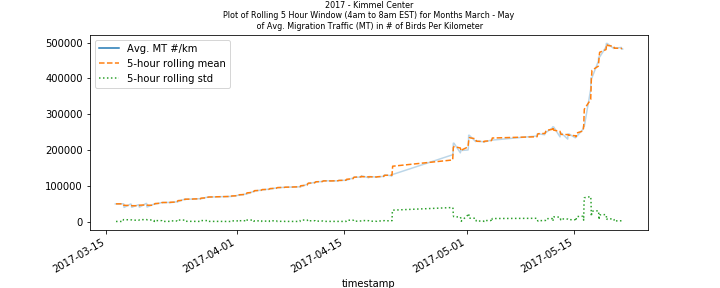 2017 - Kimmel Center
Plot of Rolling 5 Hour Window (4am to 8am EST) for Months March - May
of Avg. Migration Traffic (MT) in # of Birds Per Kilometer
500000
400000
300000
200000
100000
0
Avg. MT #/km
5-hour rolling mean
5-hour rolling std
2017-03-15
2017-04-01
2017-04-15
2017-05-01
2017-05-15
timestamp